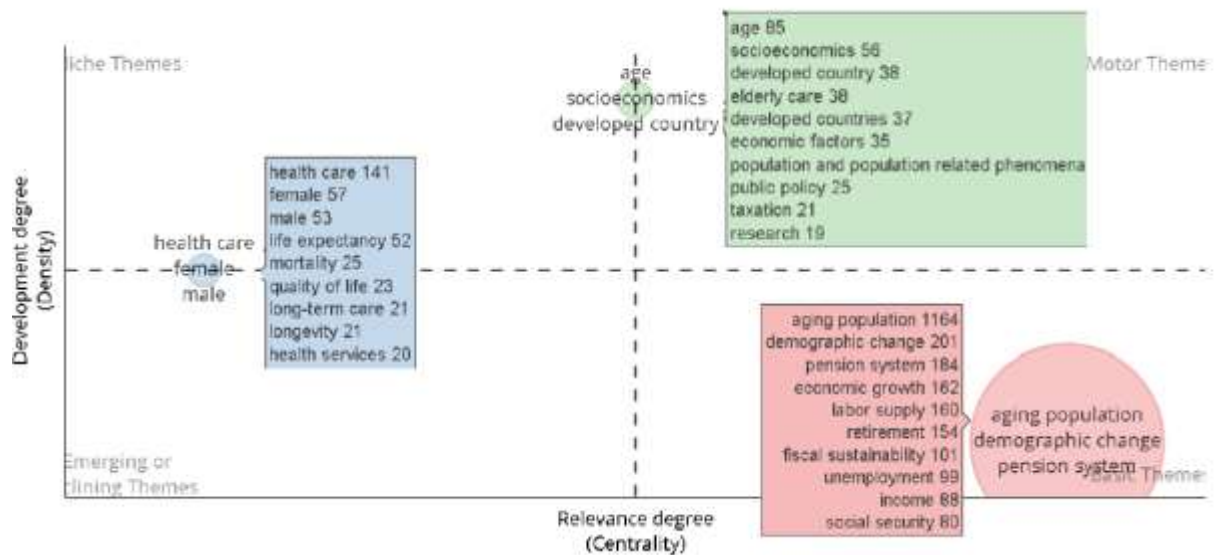 liche Themes
Motor Theme
age
socioeconomics
developed country
age 85
socioeconomics 56
developed country 38
elderly care 38
developed countries 37
economic factors 35
population and population related phenomena
public policy 25
taxation 21
research 19
Development degree
(Density)
health care
female
male
health care 141
female 57
male 53
life expectancy 52
mortality 25
quality of life 23
long-term care 21
longevity 21
health services 20
aging population 1164
demographic change 201
pension system 184
economic growth 162
labor supply 160
retirement 154
fiscal sustainability 101
unemployment 99
income 88
social security 80
aging population
demographic change
pension system
Basic Theme
Emerging or
clining Themes
Relevance degree
(Centrality)